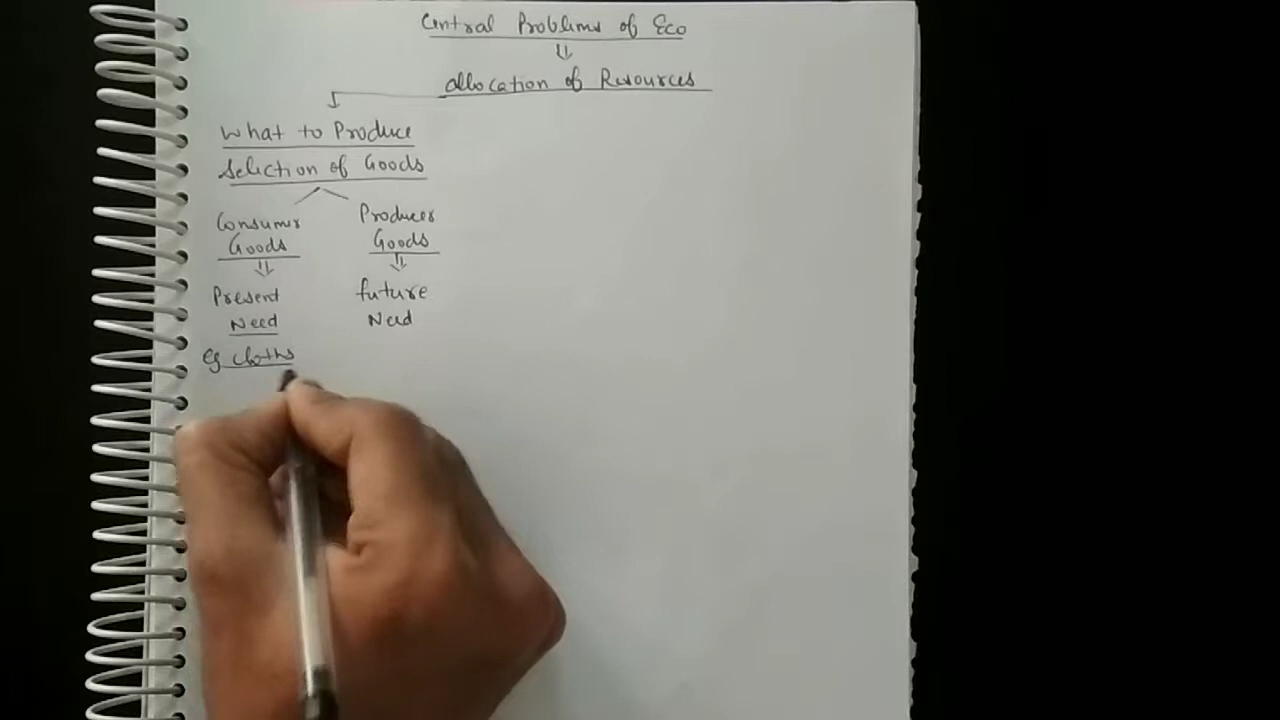 Central Problems of Eco
allocation of Resources
What to Produce
Selection of Goods
Consumer
Goods
Producer
Goods
Present
Need
future
Need
eg cloths